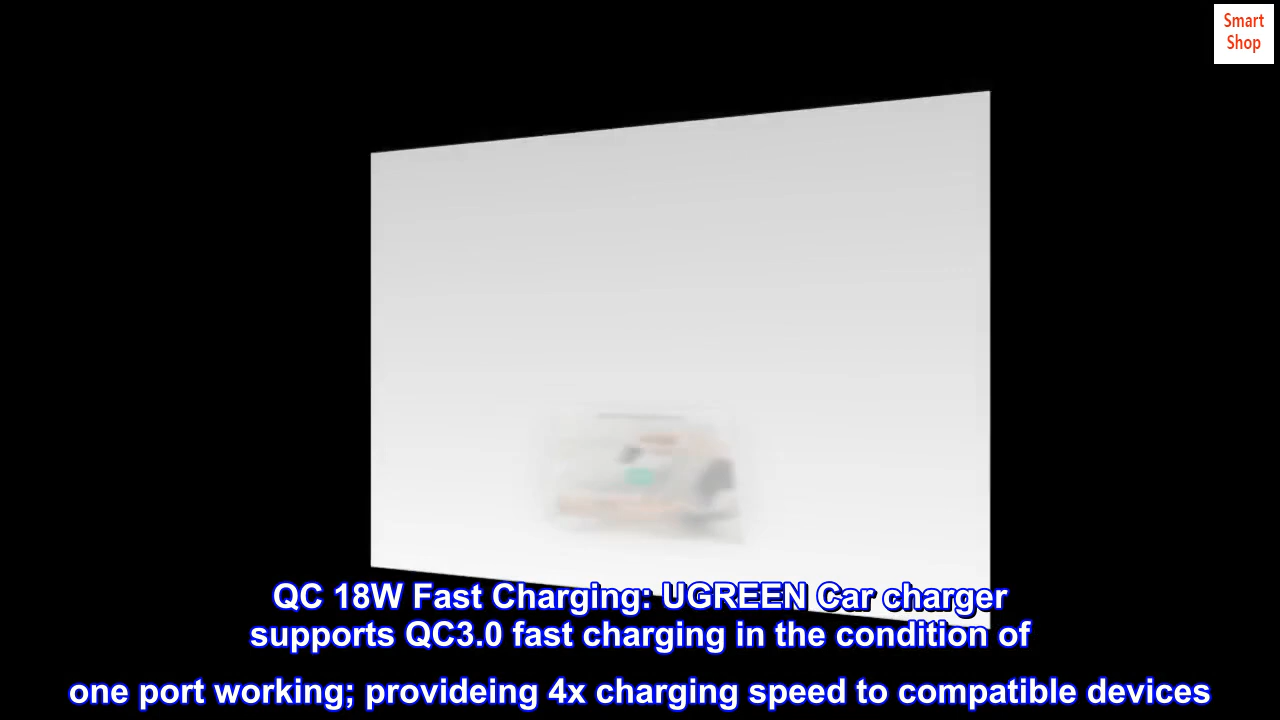 Smart
Shop
QC 18W Fast Charging: UGREEN Car charger
supports QC3.0 fast charging in the condition of
one port working; provideing 4x charging speed to compatible devices